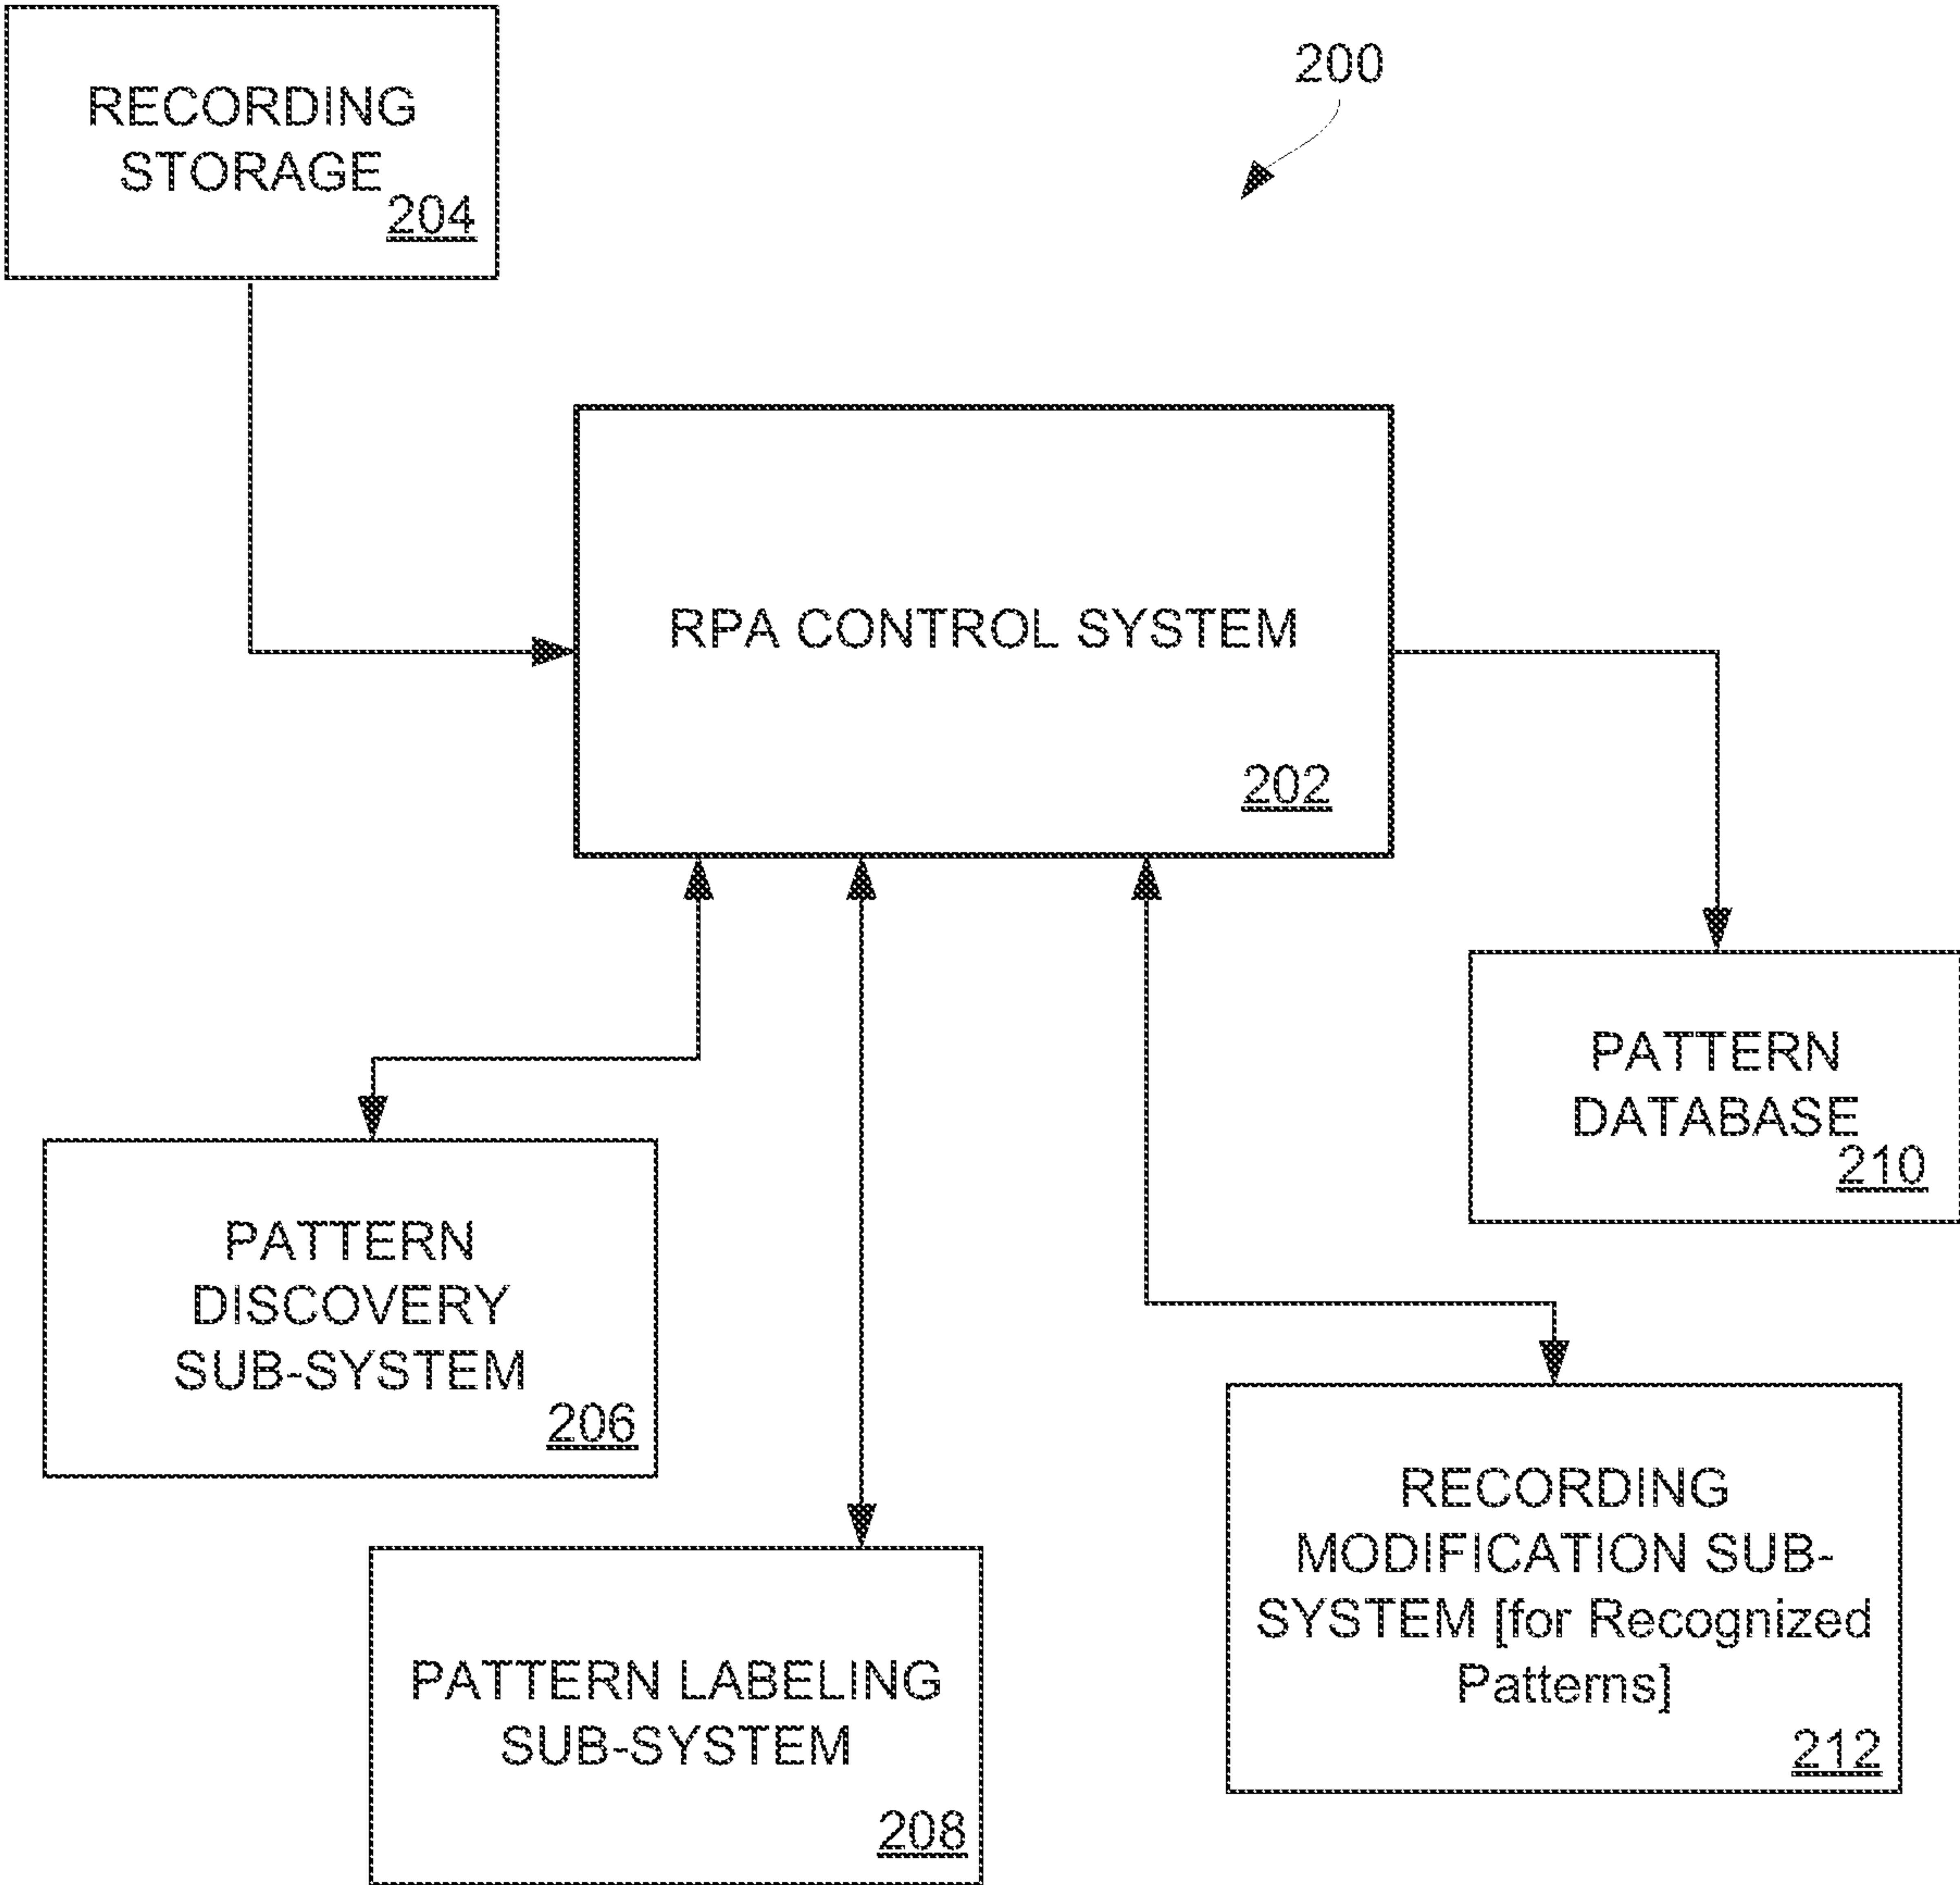 RECORDING
STORAGE
204
200
RPA CONTROL SYSTEM
202
PATTERN
DATABASE
210
PATTERN
DISCOVERY
SUB-SYSTEM
206
RECORDING
MODIFICATION SUB-
SYSTEM [for Recognized
Patterns]
212
PATTERN LABELING
SUB-SYSTEM
208